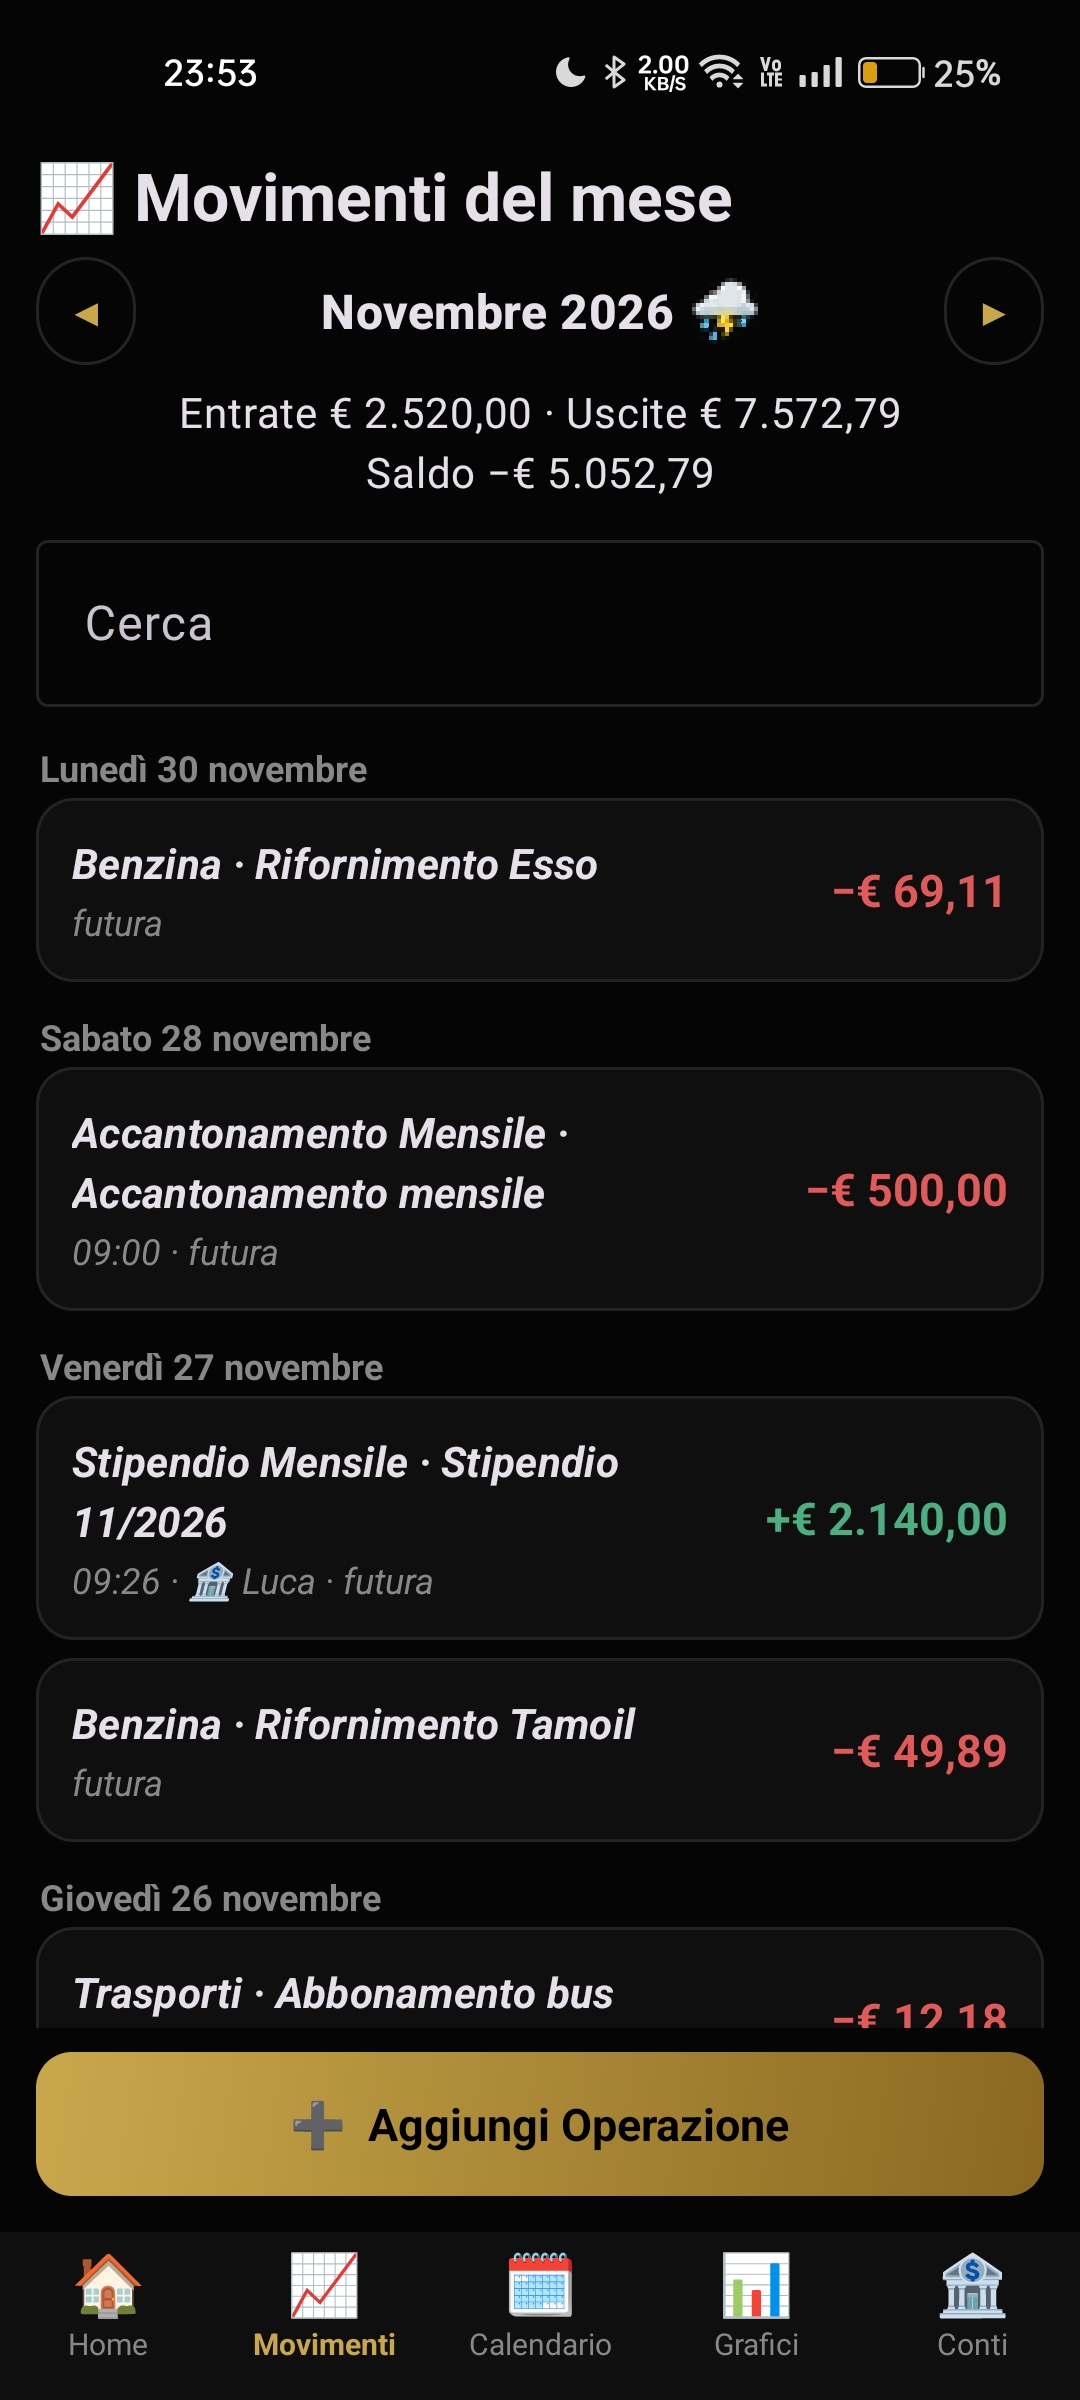 23:53
2.00 KB/S
Vo LTE
25%
Movimenti del mese
Novembre 2026
Entrate € 2.520,00 · Uscite € 7.572,79
Saldo −€ 5.052,79
Cerca
Lunedì 30 novembre
Benzina · Rifornimento Esso
futura
−€ 69,11
Sabato 28 novembre
Accantonamento Mensile ·
Accantonamento mensile
09:00 · futura
−€ 500,00
Venerdì 27 novembre
Stipendio Mensile · Stipendio
11/2026
09:26 · Luca · futura
+€ 2.140,00
Benzina · Rifornimento Tamoil
futura
−€ 49,89
Giovedì 26 novembre
Trasporti · Abbonamento bus
−€ 12,18
Aggiungi Operazione
Home
Movimenti
Calendario
Grafici
Conti